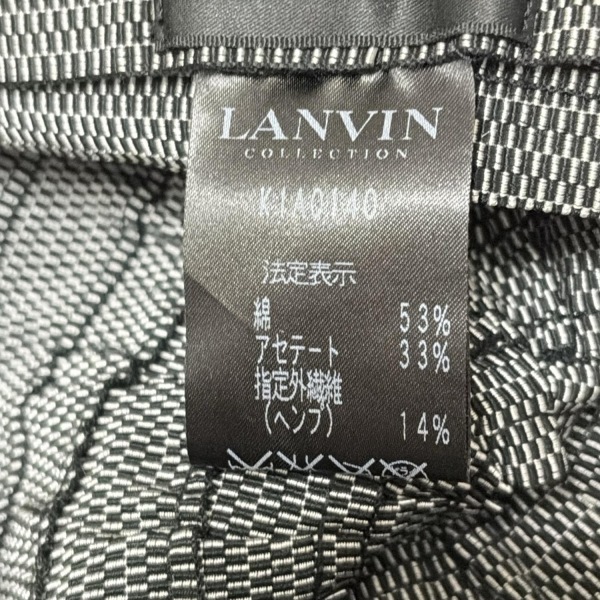 LANVIN
COLLECTION
KIA0140
法定表示
綿 53%
アセテート 33%
指定外繊維
(ヘンプ) 14%